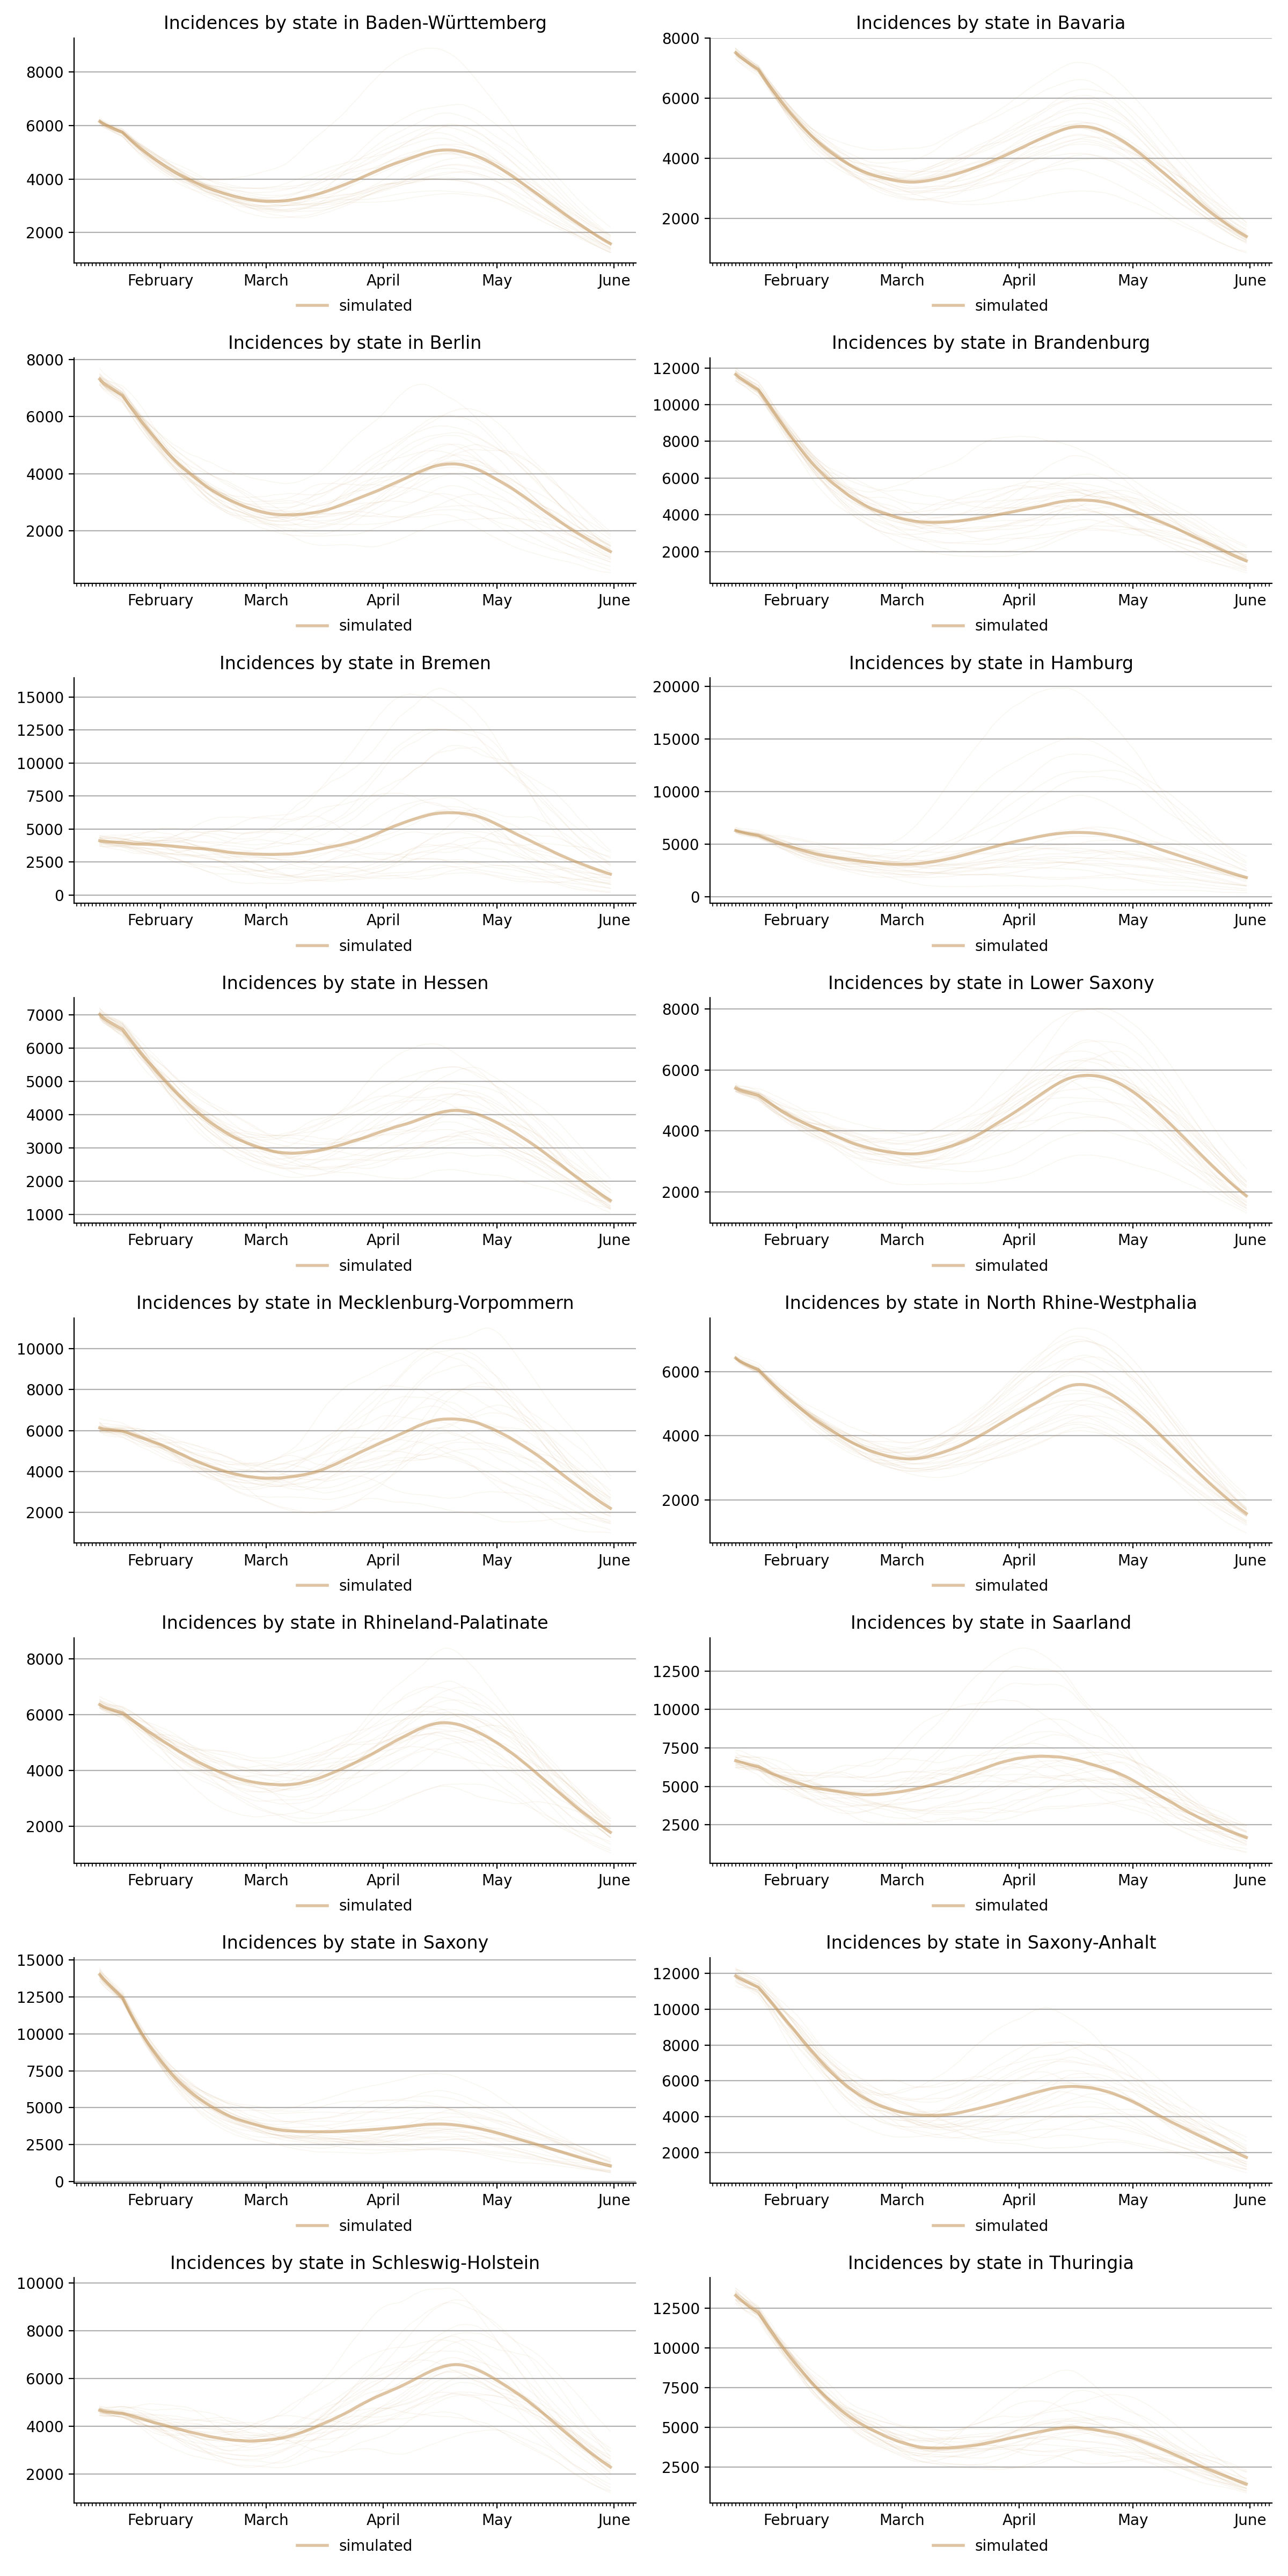 Incidences by state in Baden-Württemberg
8000
6000
4000
2000
February March April May June
simulated
Incidences by state in Bavaria
8000
6000
4000
2000
February March April May June
simulated
Incidences by state in Berlin
8000
6000
4000
2000
February March April May June
simulated
Incidences by state in Brandenburg
12000
10000
8000
6000
4000
2000
February March April May June
simulated
Incidences by state in Bremen
15000
12500
10000
7500
5000
2500
0
February March April May June
simulated
Incidences by state in Hamburg
20000
15000
10000
5000
0
February March April May June
simulated
Incidences by state in Hessen
7000
6000
5000
4000
3000
2000
1000
February March April May June
simulated
Incidences by state in Lower Saxony
8000
6000
4000
2000
February March April May June
simulated
Incidences by state in Mecklenburg-Vorpommern
10000
8000
6000
4000
2000
February March April May June
simulated
Incidences by state in North Rhine-Westphalia
6000
4000
2000
February March April May June
simulated
Incidences by state in Rhineland-Palatinate
8000
6000
4000
2000
February March April May June
simulated
Incidences by state in Saarland
12500
10000
7500
5000
2500
February March April May June
simulated
Incidences by state in Saxony
15000
12500
10000
7500
5000
2500
0
February March April May June
simulated
Incidences by state in Saxony-Anhalt
12000
10000
8000
6000
4000
2000
February March April May June
simulated
Incidences by state in Schleswig-Holstein
10000
8000
6000
4000
2000
February March April May June
simulated
Incidences by state in Thuringia
12500
10000
7500
5000
2500
February March April May June
simulated